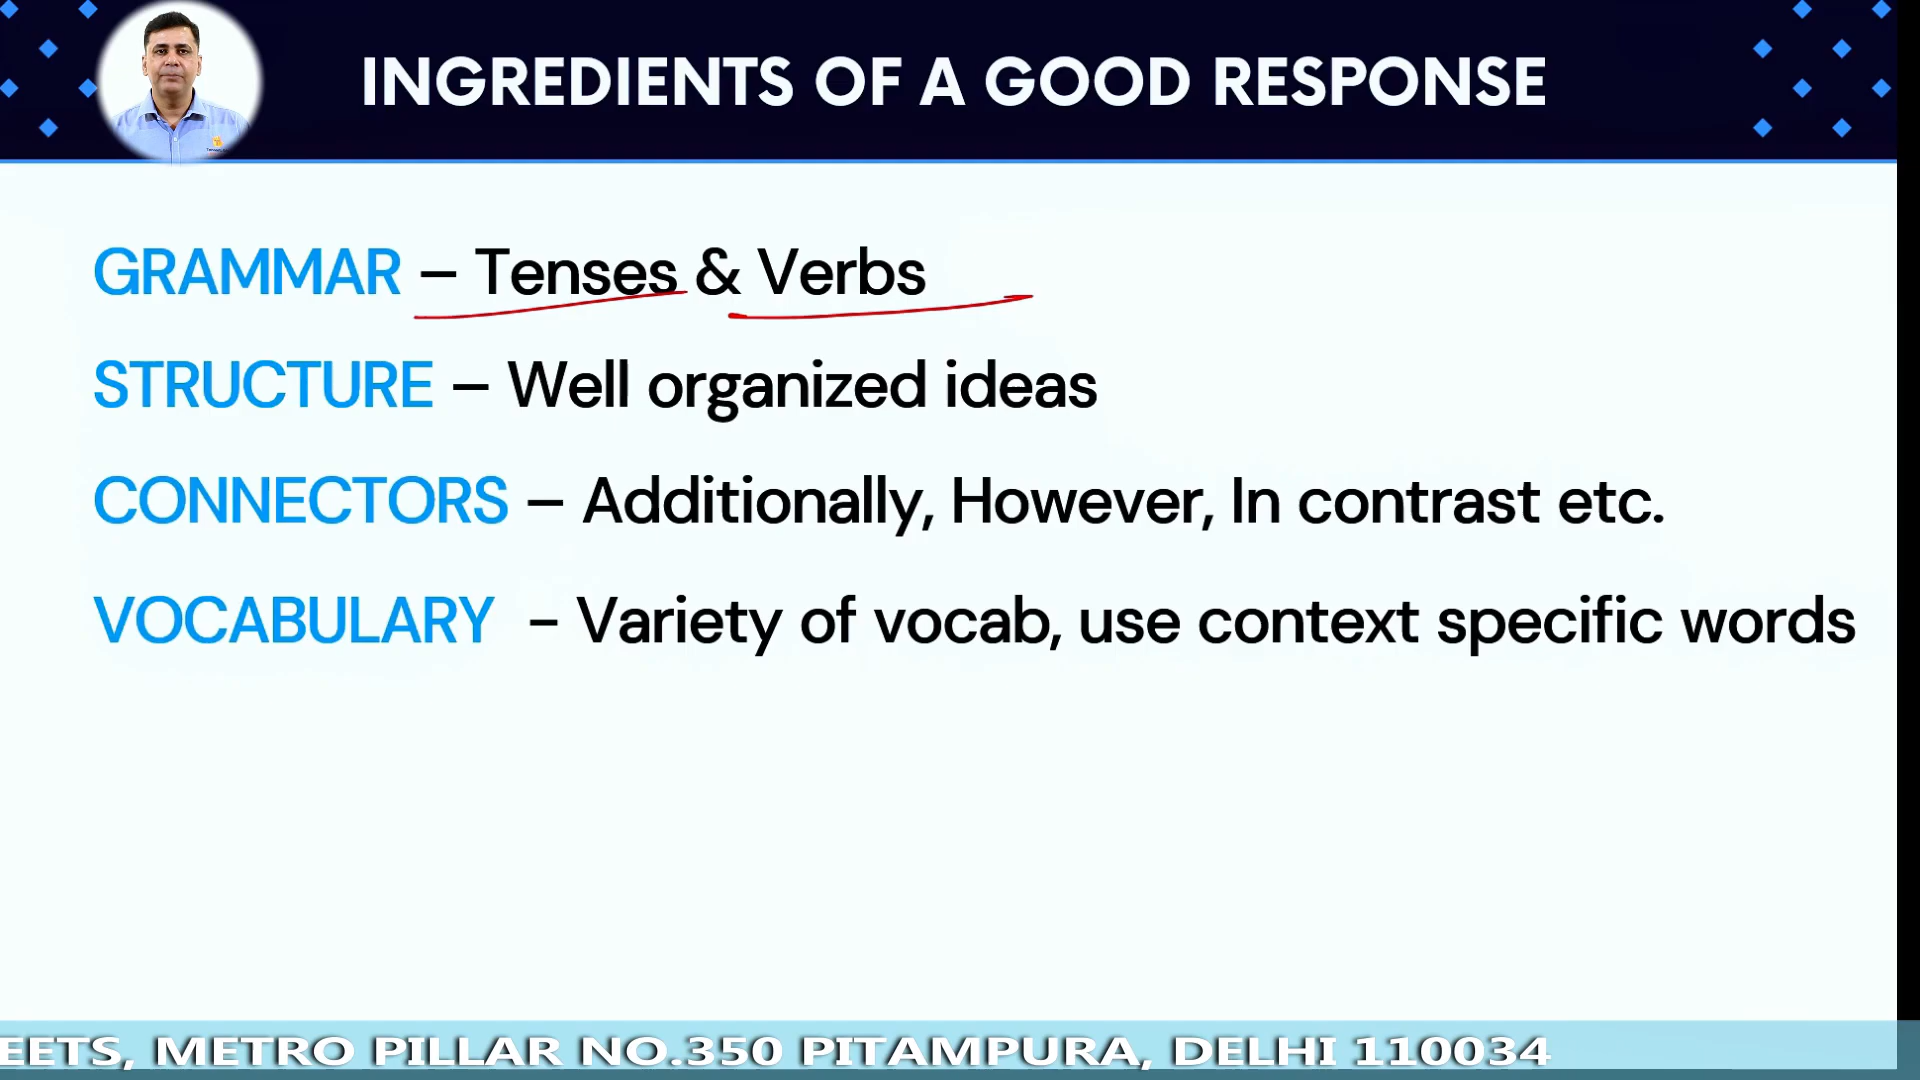 INGREDIENTS OF A GOOD RESPONSE
GRAMMAR – Tenses & Verbs
STRUCTURE – Well organized ideas
CONNECTORS – Additionally, However, In contrast etc.
VOCABULARY - Variety of vocab, use context specific words
EETS, METRO PILLAR NO.350 PITAMPURA, DELHI 110034